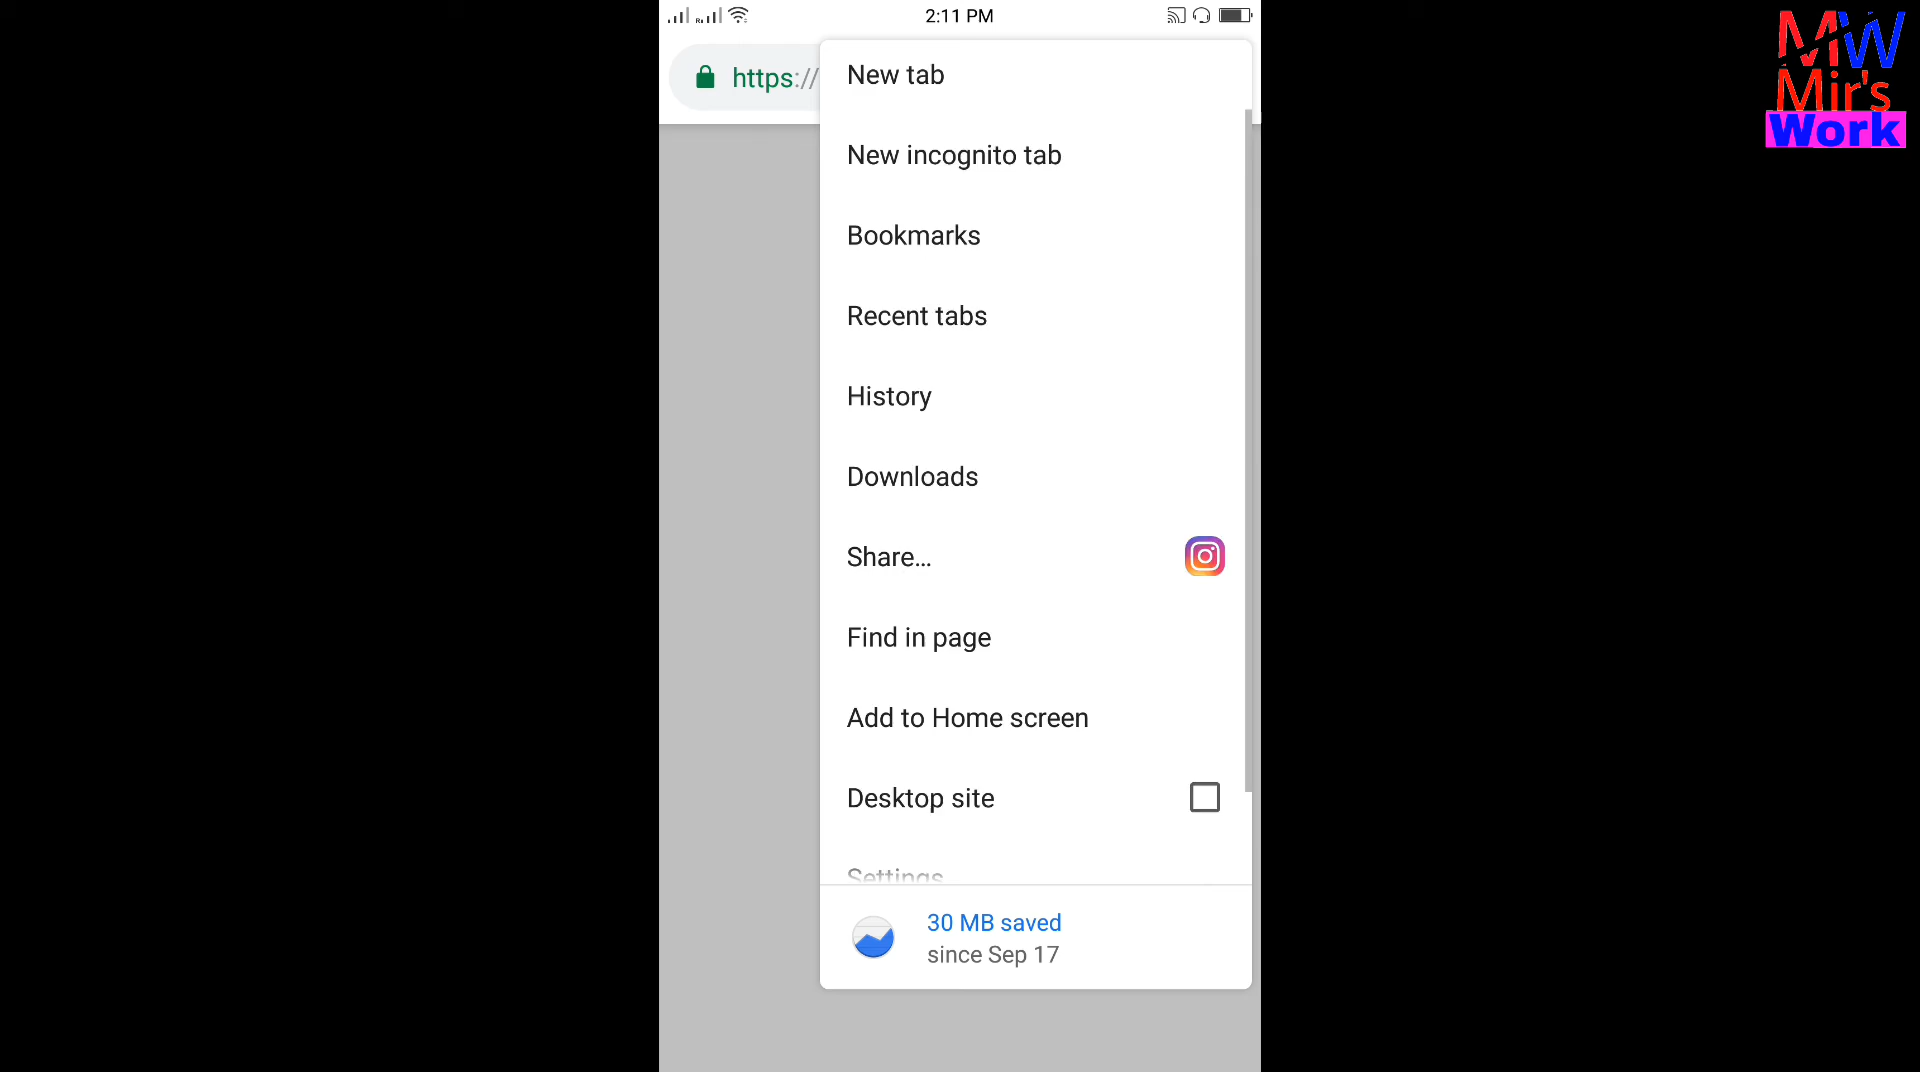 2:11 PM
https://
New tab
New incognito tab
Bookmarks
Recent tabs
History
Downloads
Share...
Find in page
Add to Home screen
Desktop site
Settings
30 MB saved
since Sep 17
MW
Mir's
Work